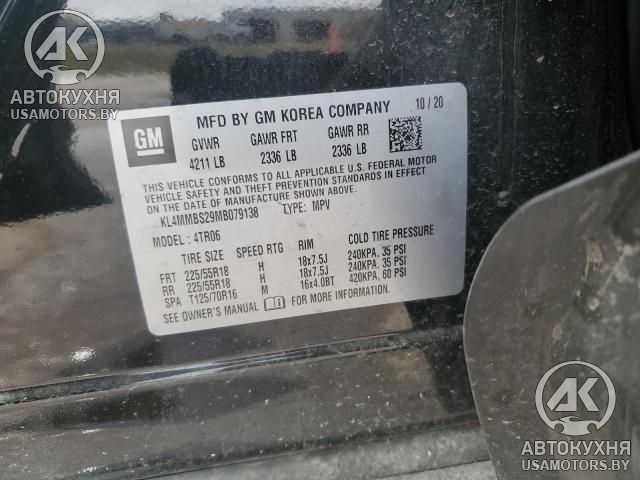 AK
АВТОКУХНЯ
USAMOTORS.BY
GM
MFD BY GM KOREA COMPANY 10 / 20
GVWR GAWR FRT GAWR RR
4211 LB 2336 LB 2336 LB
THIS VEHICLE CONFORMS TO ALL APPLICABLE U.S. FEDERAL MOTOR
VEHICLE SAFETY AND THEFT PREVENTION STANDARDS IN EFFECT
ON THE DATE OF MANUFACTURE SHOWN ABOVE.
KL4MMBS29MB079138 TYPE: MPV
MODEL: 4TR06
TIRE SIZE SPEED RTG RIM COLD TIRE PRESSURE
FRT 225/55R18 H 18x7.5J 240KPA, 35 PSI
RR 225/55R18 H 18x7.5J 240KPA, 35 PSI
SPA T125/70R16 M 16x4.0BT 420KPA, 60 PSI
SEE OWNER'S MANUAL FOR MORE INFORMATION.
AK
АВТОКУХНЯ
USAMOTORS.BY